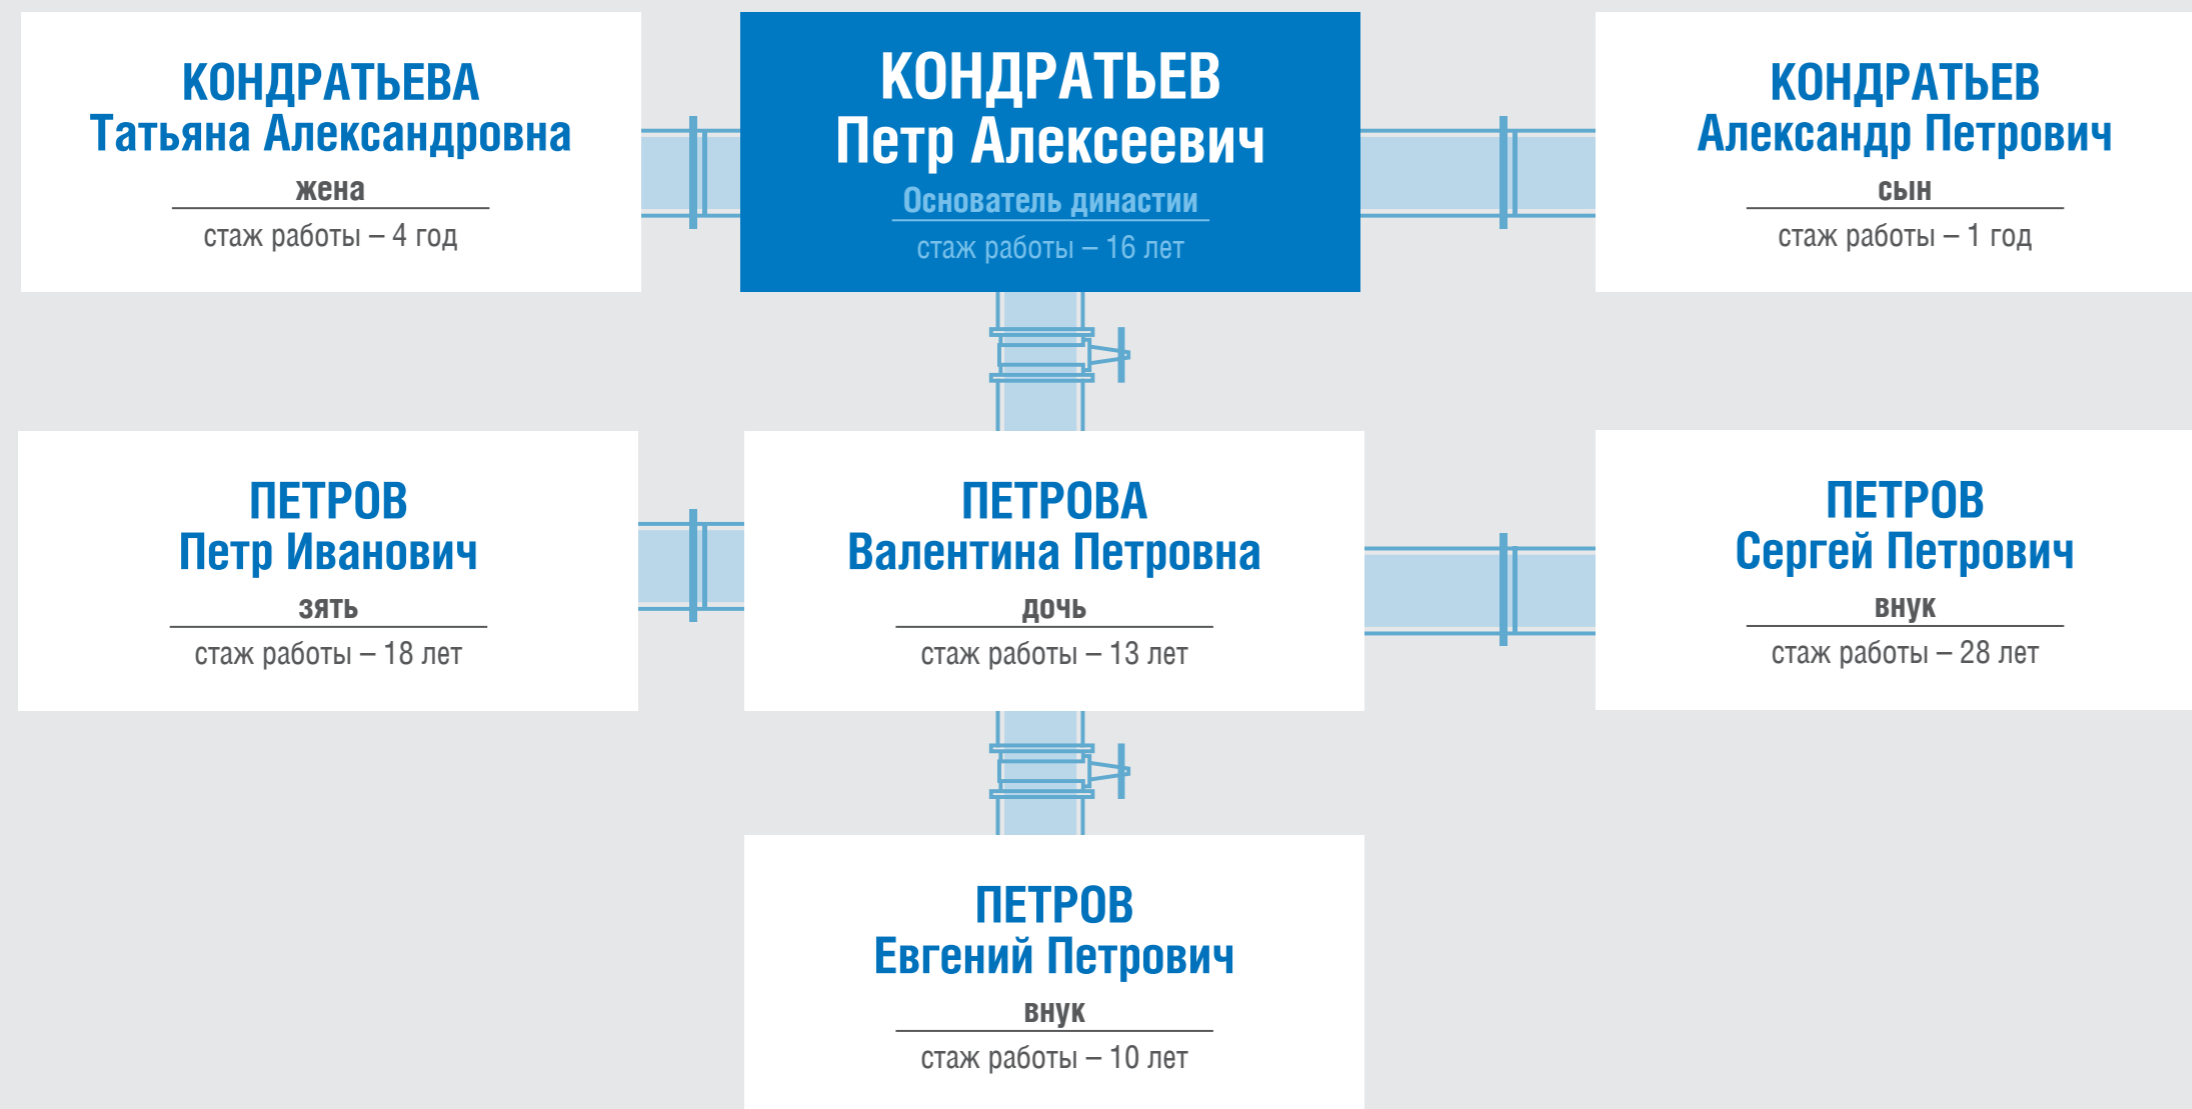 КОНДРАТЬЕВА
Татьяна Александровна
жена
стаж работы – 4 год
КОНДРАТЬЕВ
Петр Алексеевич
Основатель династии
стаж работы – 16 лет
КОНДРАТЬЕВ
Александр Петрович
сын
стаж работы – 1 год
ПЕТРОВ
Петр Иванович
зять
стаж работы – 18 лет
ПЕТРОВА
Валентина Петровна
дочь
стаж работы – 13 лет
ПЕТРОВ
Сергей Петрович
внук
стаж работы – 28 лет
ПЕТРОВ
Евгений Петрович
внук
стаж работы – 10 лет